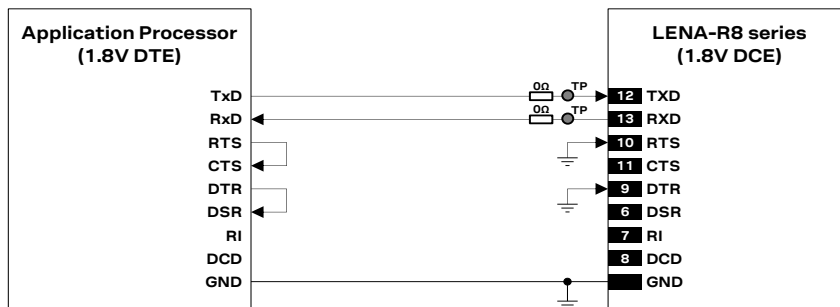 Application Processor
(1.8V DTE)
LENA-R8 series
(1.8V DCE)
TxD 0Ω TP 12 TXD
RxD 0Ω TP 13 RXD
RTS 10 RTS
CTS 11 CTS
DTR 9 DTR
DSR 6 DSR
RI 7 RI
DCD 8 DCD
GND GND